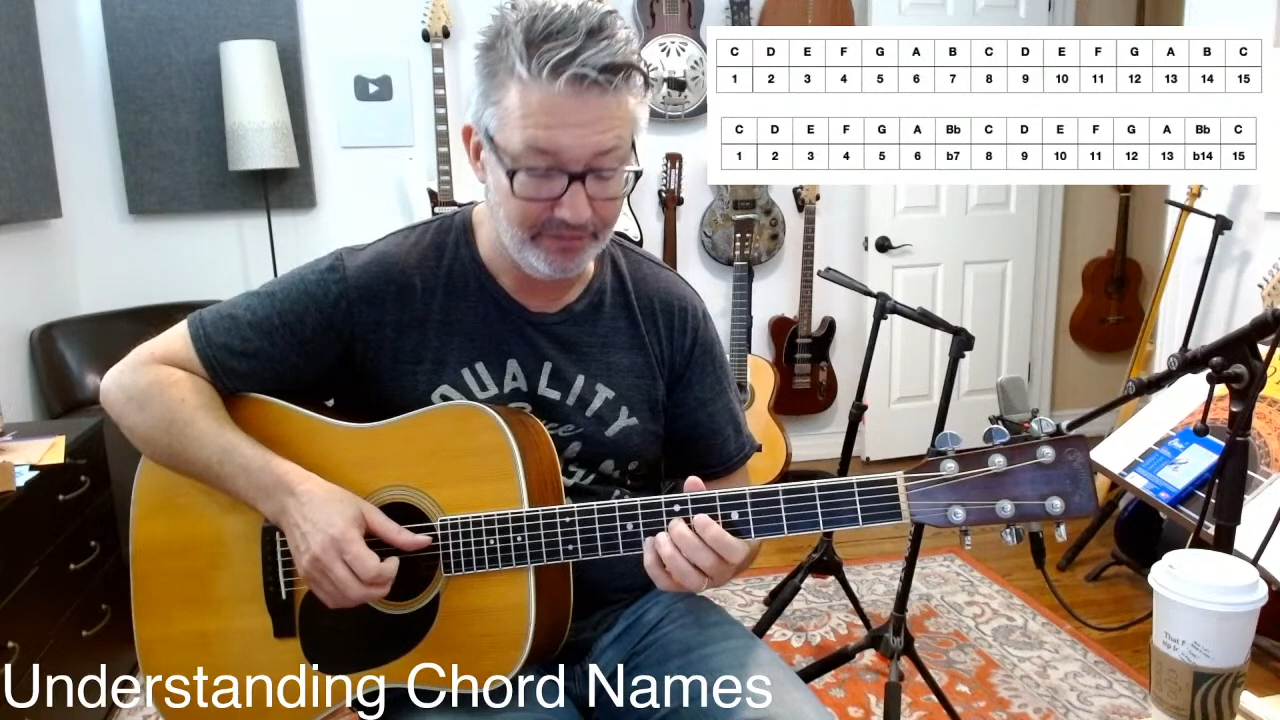 C D E F G A B C D E F G A B C
1 2 3 4 5 6 7 8 9 10 11 12 13 14 15
C D E F G A Bb C D E F G A Bb C
1 2 3 4 5 6 b7 8 9 10 11 12 13 b14 15
QUALITY
That
Understanding Chord Names